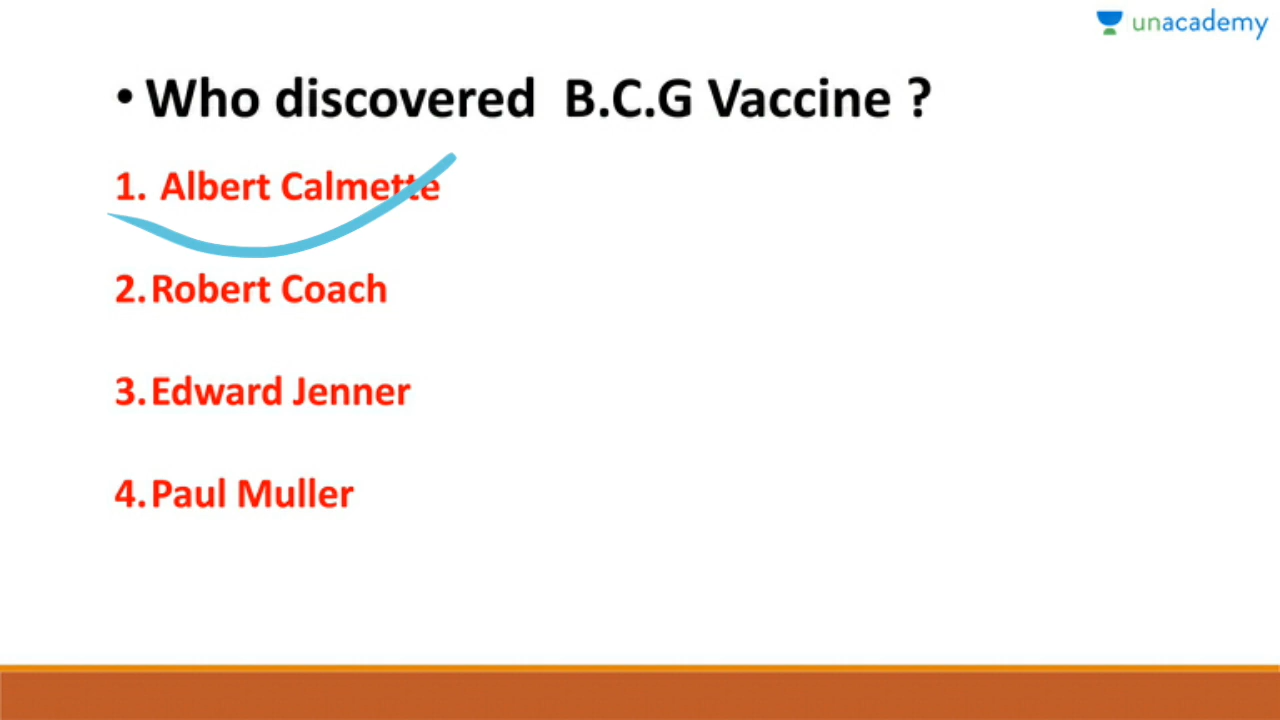 unacademy
• Who discovered B.C.G Vaccine ?
1. Albert Calmette
2. Robert Coach
3. Edward Jenner
4. Paul Muller